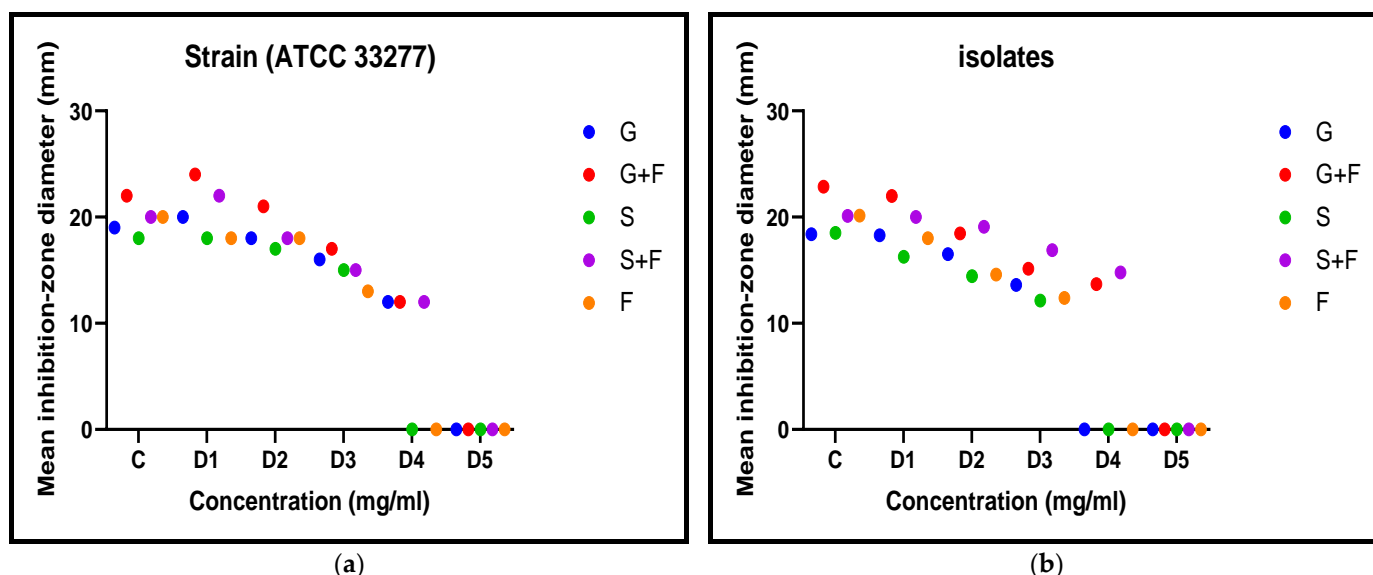 Strain (ATCC 33277)
Mean inhibition-zone diameter (mm)
30
20
10
0
C D1 D2 D3 D4 D5
Concentration (mg/ml)
G
G+F
S
S+F
F
(a)
isolates
Mean inhibition-zone diameter (mm)
30
20
10
0
C D1 D2 D3 D4 D5
Concentration (mg/ml)
G
G+F
S
S+F
F
(b)